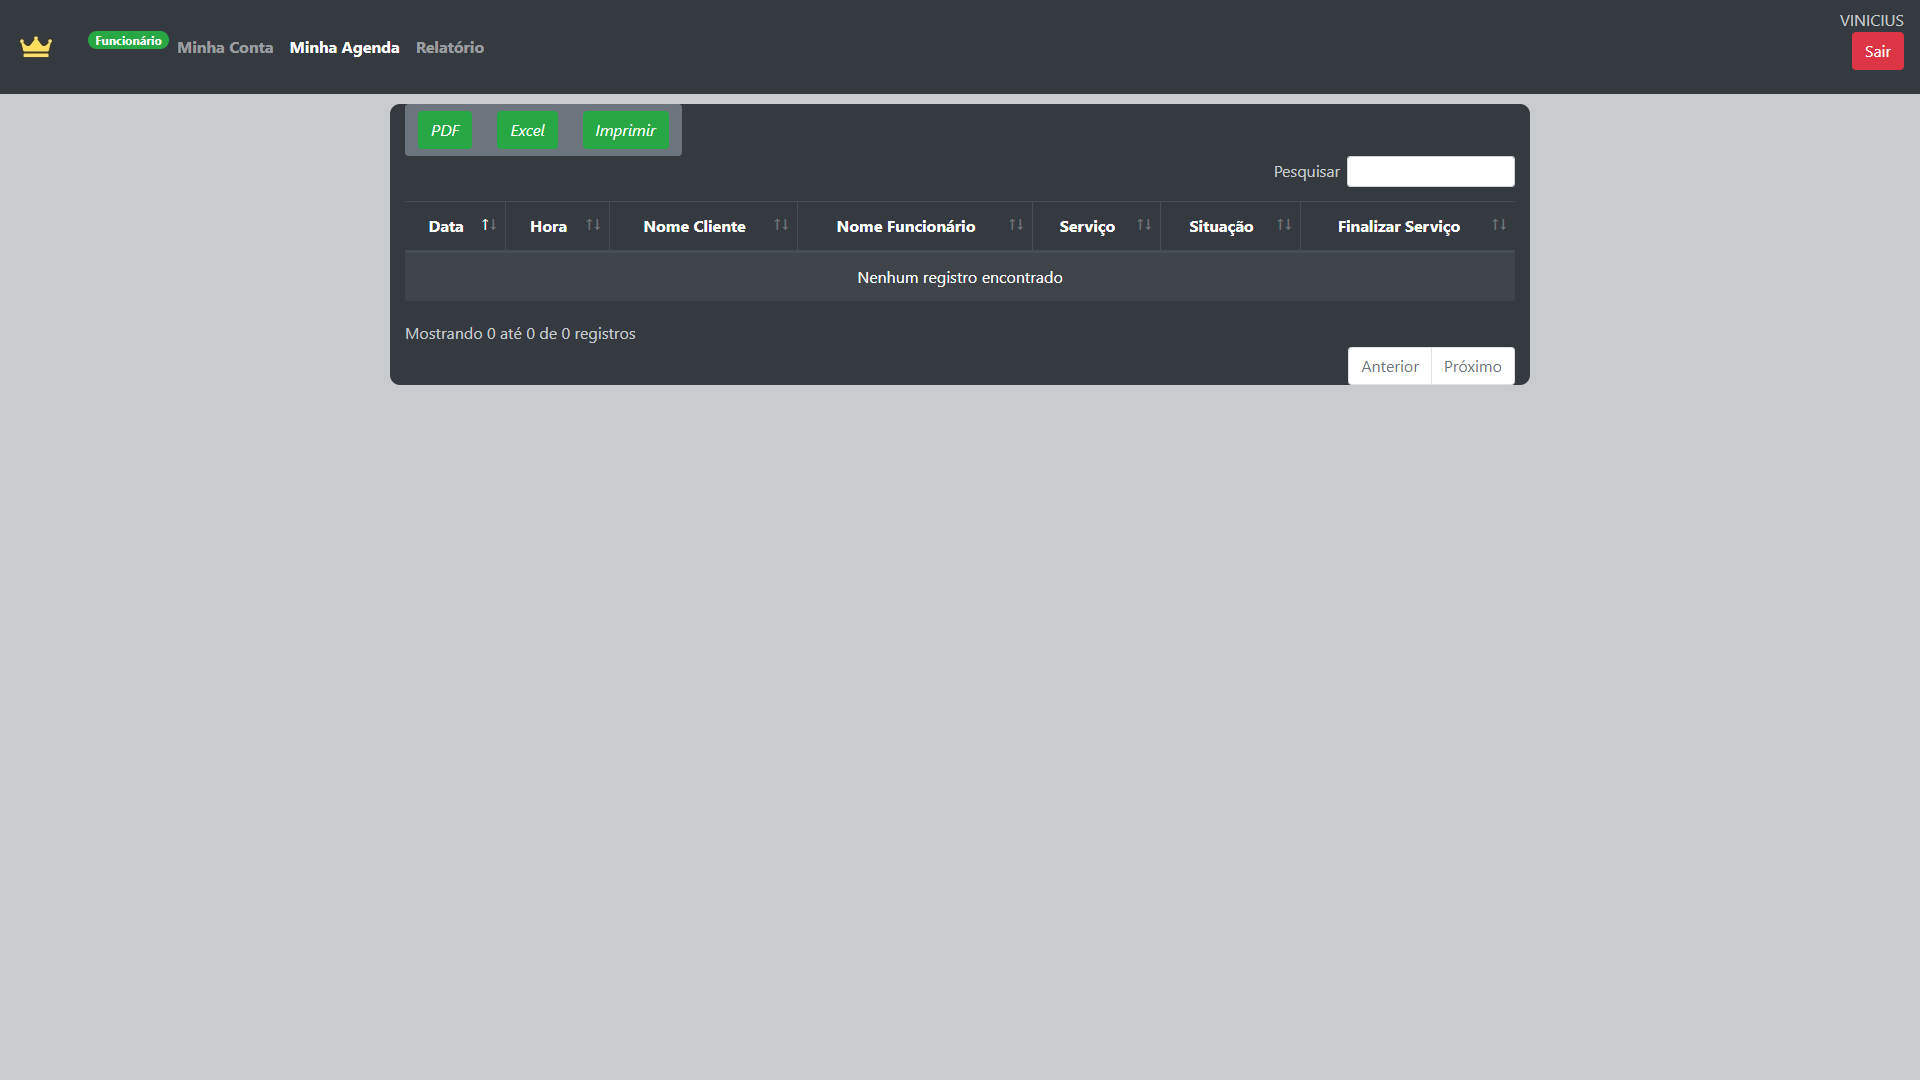 VINICIUS
Funcionário Minha Conta Minha Agenda Relatório
Sair
PDF Excel Imprimir
Pesquisar
Data Hora Nome Cliente Nome Funcionário Serviço Situação Finalizar Serviço
Nenhum registro encontrado
Mostrando 0 até 0 de 0 registros
Anterior Próximo